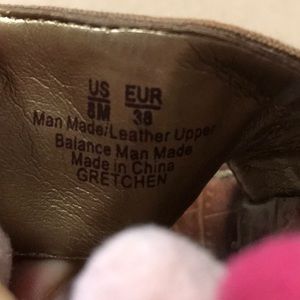 US EUR
8M 38
Man Made/Leather Upper
Balance Man Made
Made in China
GRETCHEN